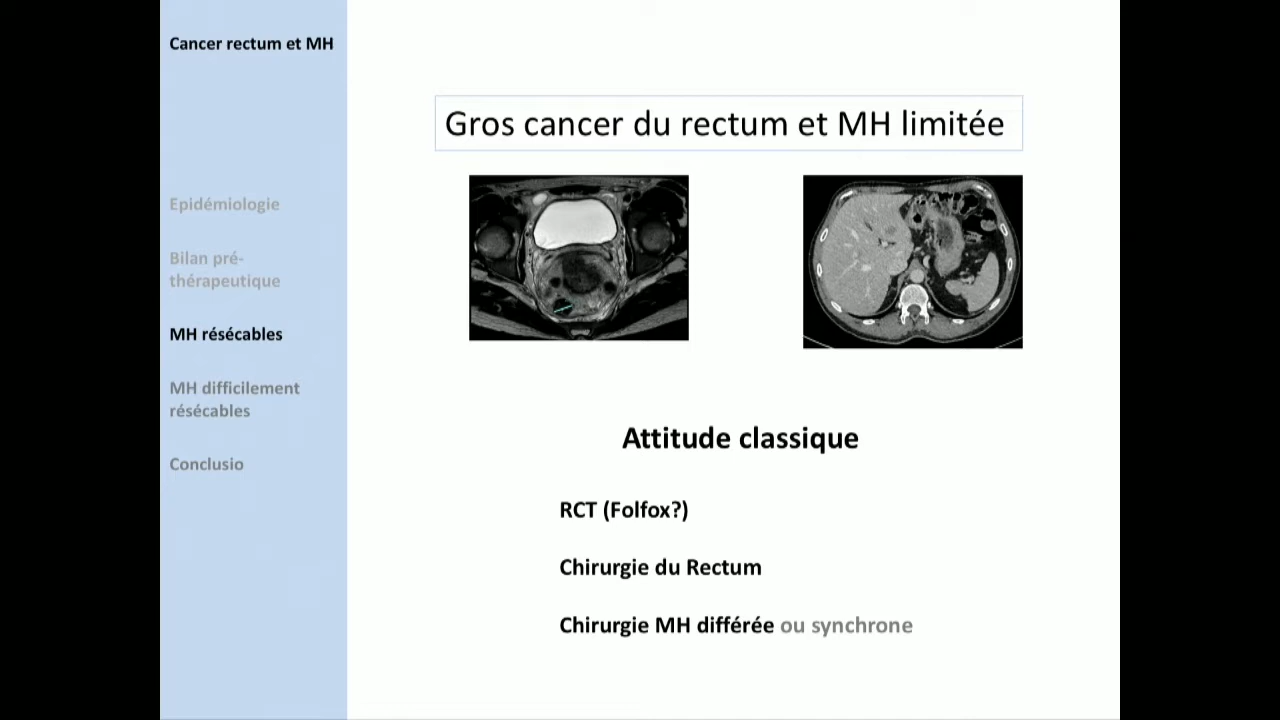 Cancer rectum et MH
Epidémiologie
Bilan pré-
thérapeutique
MH résécables
MH difficilement
résécables
Conclusio
Gros cancer du rectum et MH limitée
Attitude classique
RCT (Folfox?)
Chirurgie du Rectum
Chirurgie MH différée ou synchrone